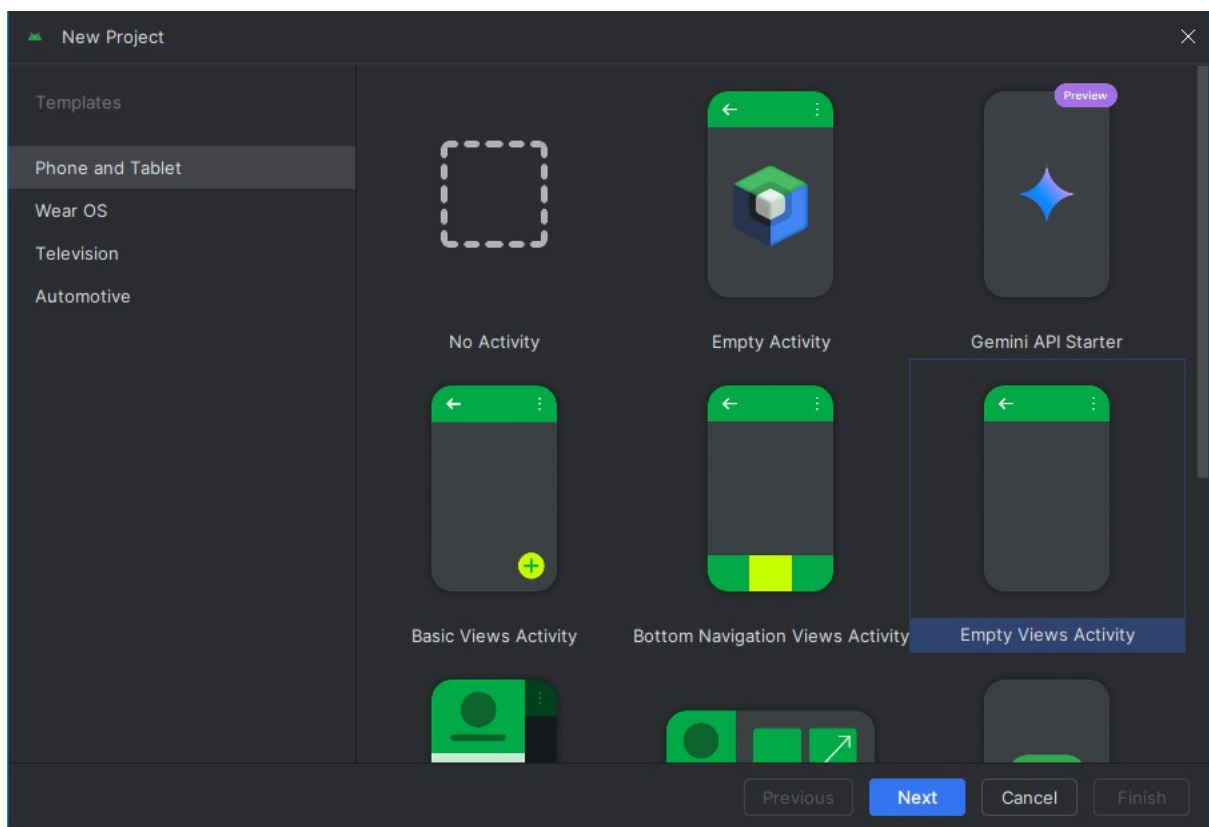 New Project
Templates
Phone and Tablet
Wear OS
Television
Automotive
Preview
No Activity
Empty Activity
Gemini API Starter
Basic Views Activity
Bottom Navigation Views Activity
Empty Views Activity
Previous
Next
Cancel
Finish